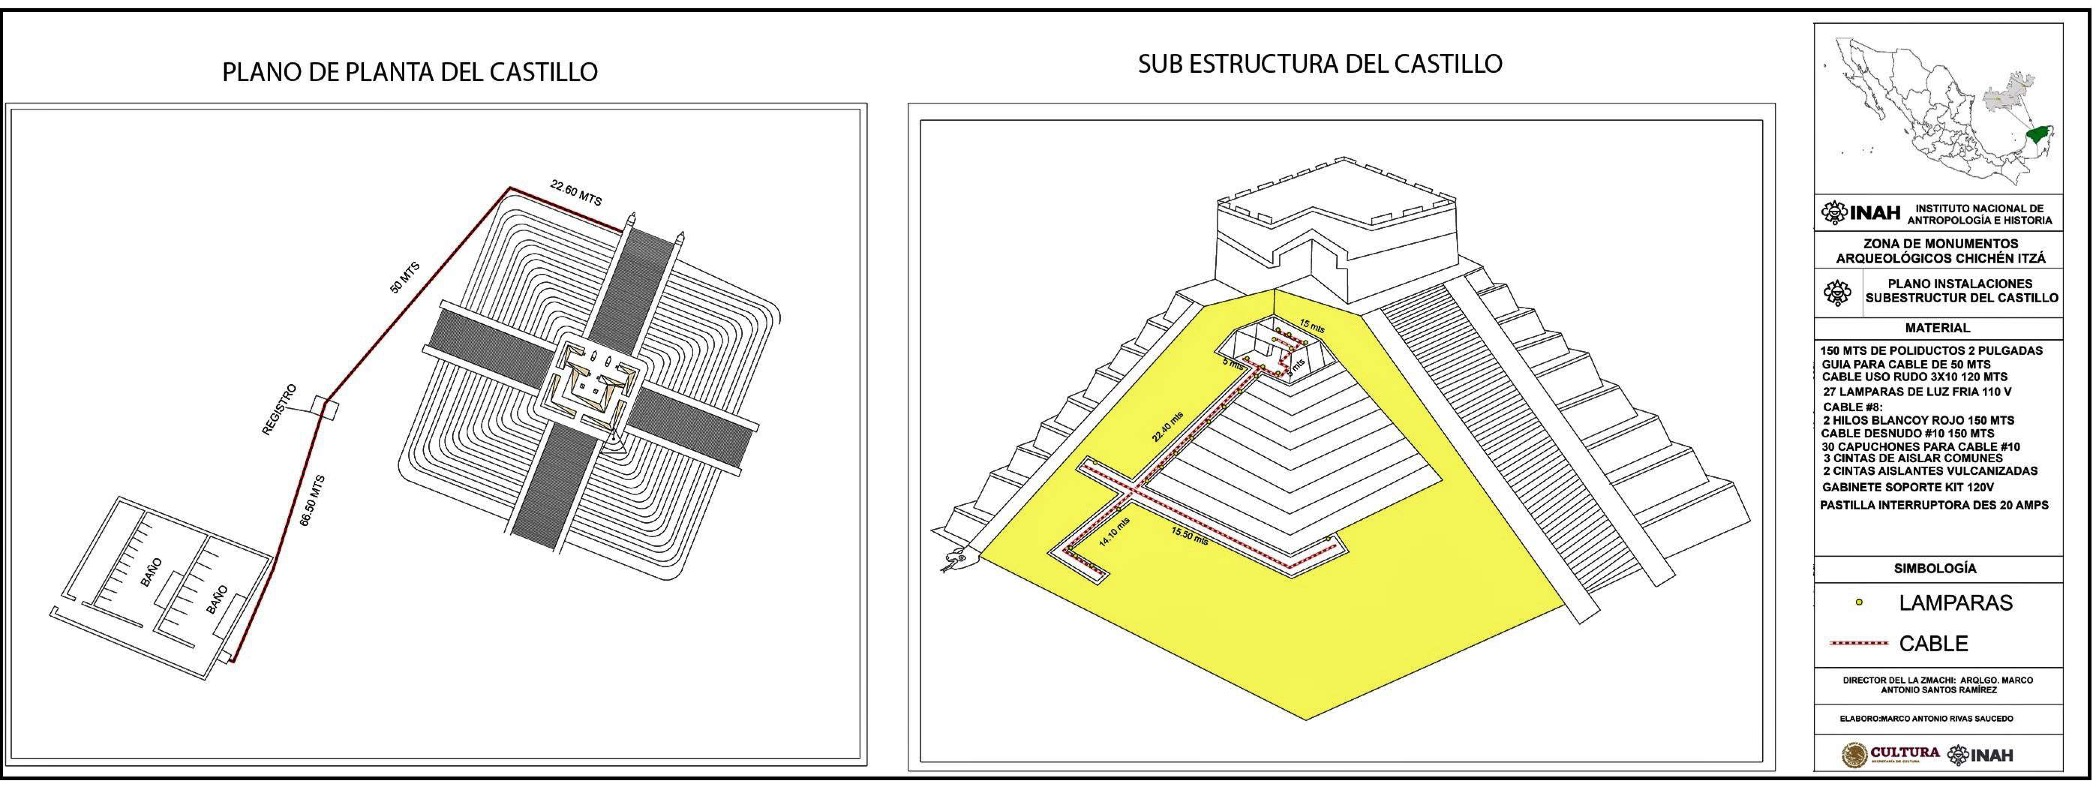 PLANO DE PLANTA DEL CASTILLO
22.60 MTS
50 MTS
REGISTRO
66.50 MTS
BAÑO
BAÑO
SUB ESTRUCTURA DEL CASTILLO
15 mts
5 mts
mts
22.40 mts
14.10 mts
15.50 mts
INAH
INSTITUTO NACIONAL DE
ANTROPOLOGÍA E HISTORIA
ZONA DE MONUMENTOS
ARQUEOLÓGICOS CHICHÉN ITZÁ
PLANO INSTALACIONES
SUBESTRUCTUR DEL CASTILLO
MATERIAL
150 MTS DE POLIDUCTOS 2 PULGADAS
GUIA PARA CABLE DE 50 MTS
CABLE USO RUDO 3X10 120 MTS
27 LAMPARAS DE LUZ FRIA 110 V
CABLE #8:
2 HILOS BLANCOY ROJO 150 MTS
CABLE DESNUDO #10 150 MTS
30 CAPUCHONES PARA CABLE #10
3 CINTAS DE AISLAR COMUNES
2 CINTAS AISLANTES VULCANIZADAS
GABINETE SOPORTE KIT 120V
PASTILLA INTERRUPTORA DES 20 AMPS
SIMBOLOGÍA
LAMPARAS
CABLE
DIRECTOR DEL LA ZMACHI: ARQLGO. MARCO
ANTONIO SANTOS RAMÍREZ
ELABORO:MARCO ANTONIO RIVAS SAUCEDO
CULTURA
SECRETARÍA DE CULTURA
INAH